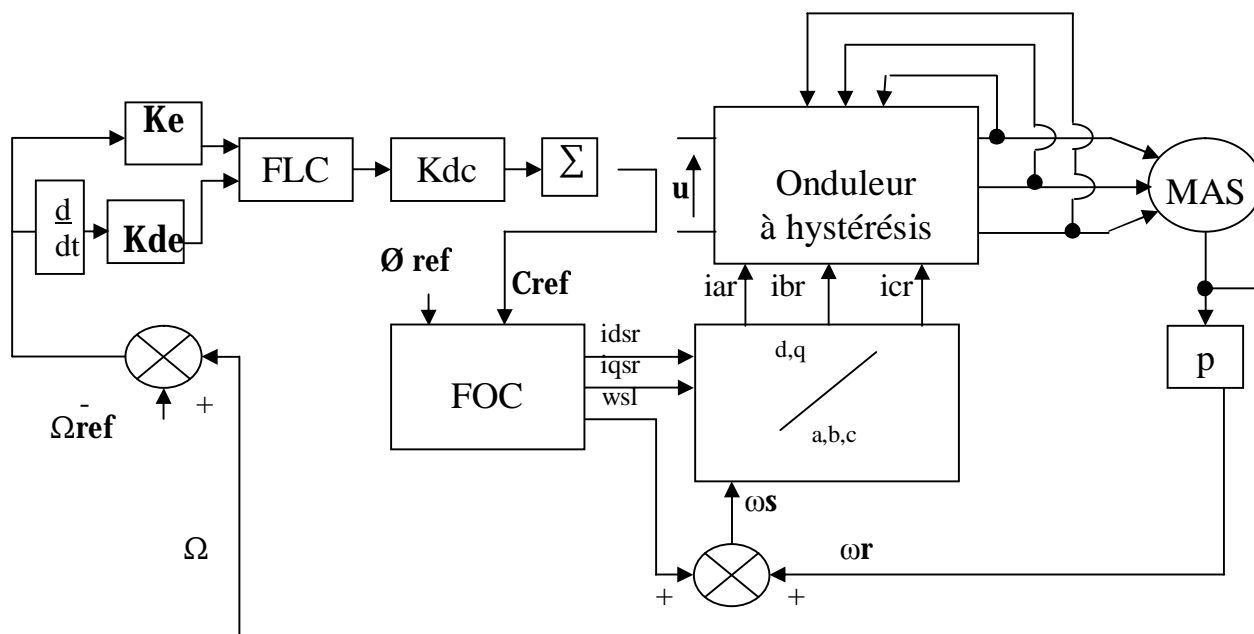 Ke
FLC
Kdc
Σ
u
Onduleur
à hystérésis
MAS
d
dt
Kde
Ø ref
Cref
iar
ibr
icr
idsr
iqsr
wsl
FOC
d,q
a,b,c
p
-
+
Ωref
ωs
Ω
ωr
+
+